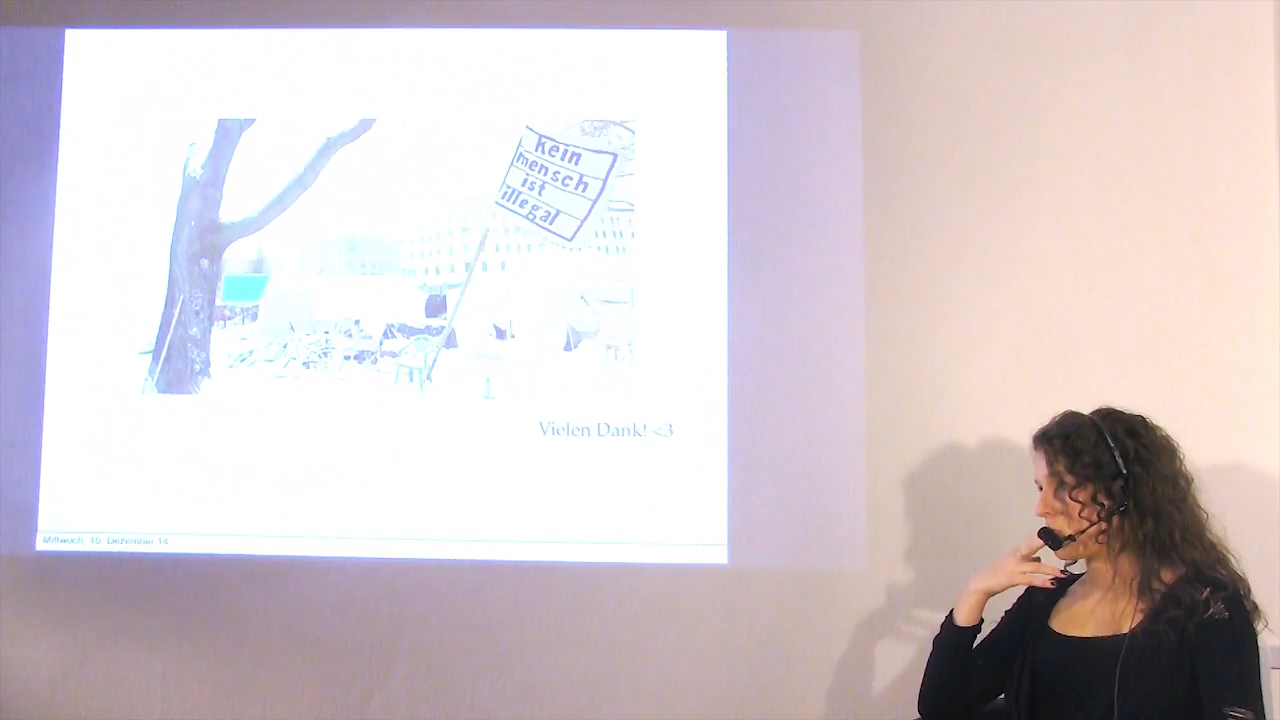 kein
mensch
ist
illegal
Vielen Dank! <3
Mittwoch, 10. Dezember 14